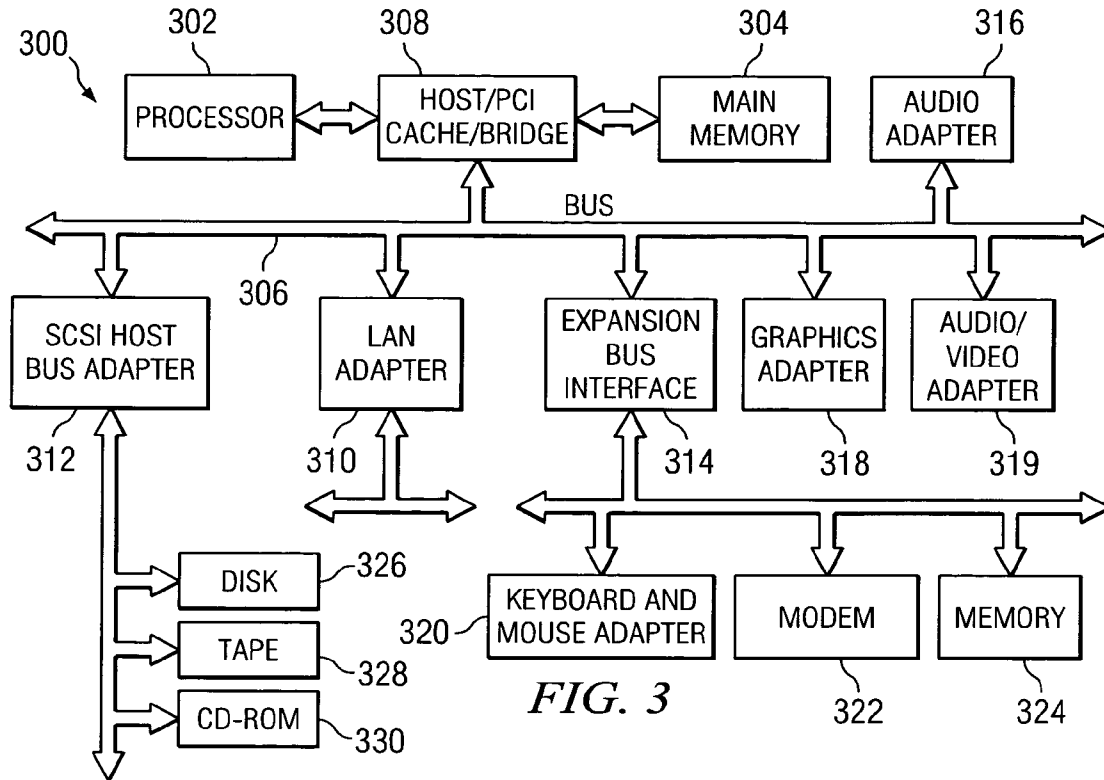 300
302
308
304
316
PROCESSOR
HOST/PCI
CACHE/BRIDGE
MAIN
MEMORY
AUDIO
ADAPTER
BUS
306
SCSI HOST
BUS ADAPTER
LAN
ADAPTER
EXPANSION
BUS
INTERFACE
GRAPHICS
ADAPTER
AUDIO/
VIDEO
ADAPTER
312
310
314
318
319
DISK
326
TAPE
328
CD-ROM
330
320
KEYBOARD AND
MOUSE ADAPTER
MODEM
MEMORY
322
324
FIG. 3